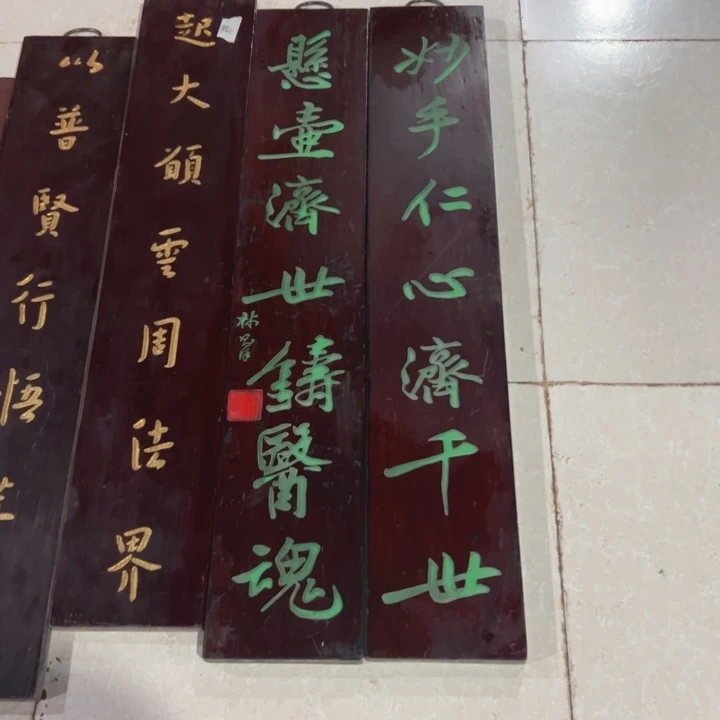 妙手仁心濟千世
懸壺濟世鑄醫魂
林
起大願雲周法界
以普賢行悟